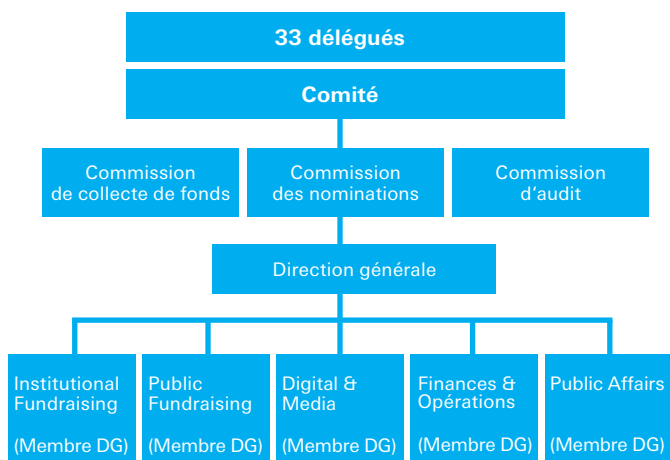 33 délégués
Comité
Commission
de collecte de fonds
Commission
des nominations
Commission
d‘audit
Direction générale
Institutional
Fundraising
(Membre DG)
Public
Fundraising
(Membre DG)
Digital &
Media
(Membre DG)
Finances &
Opérations
(Membre DG)
Public Affairs
(Membre DG)